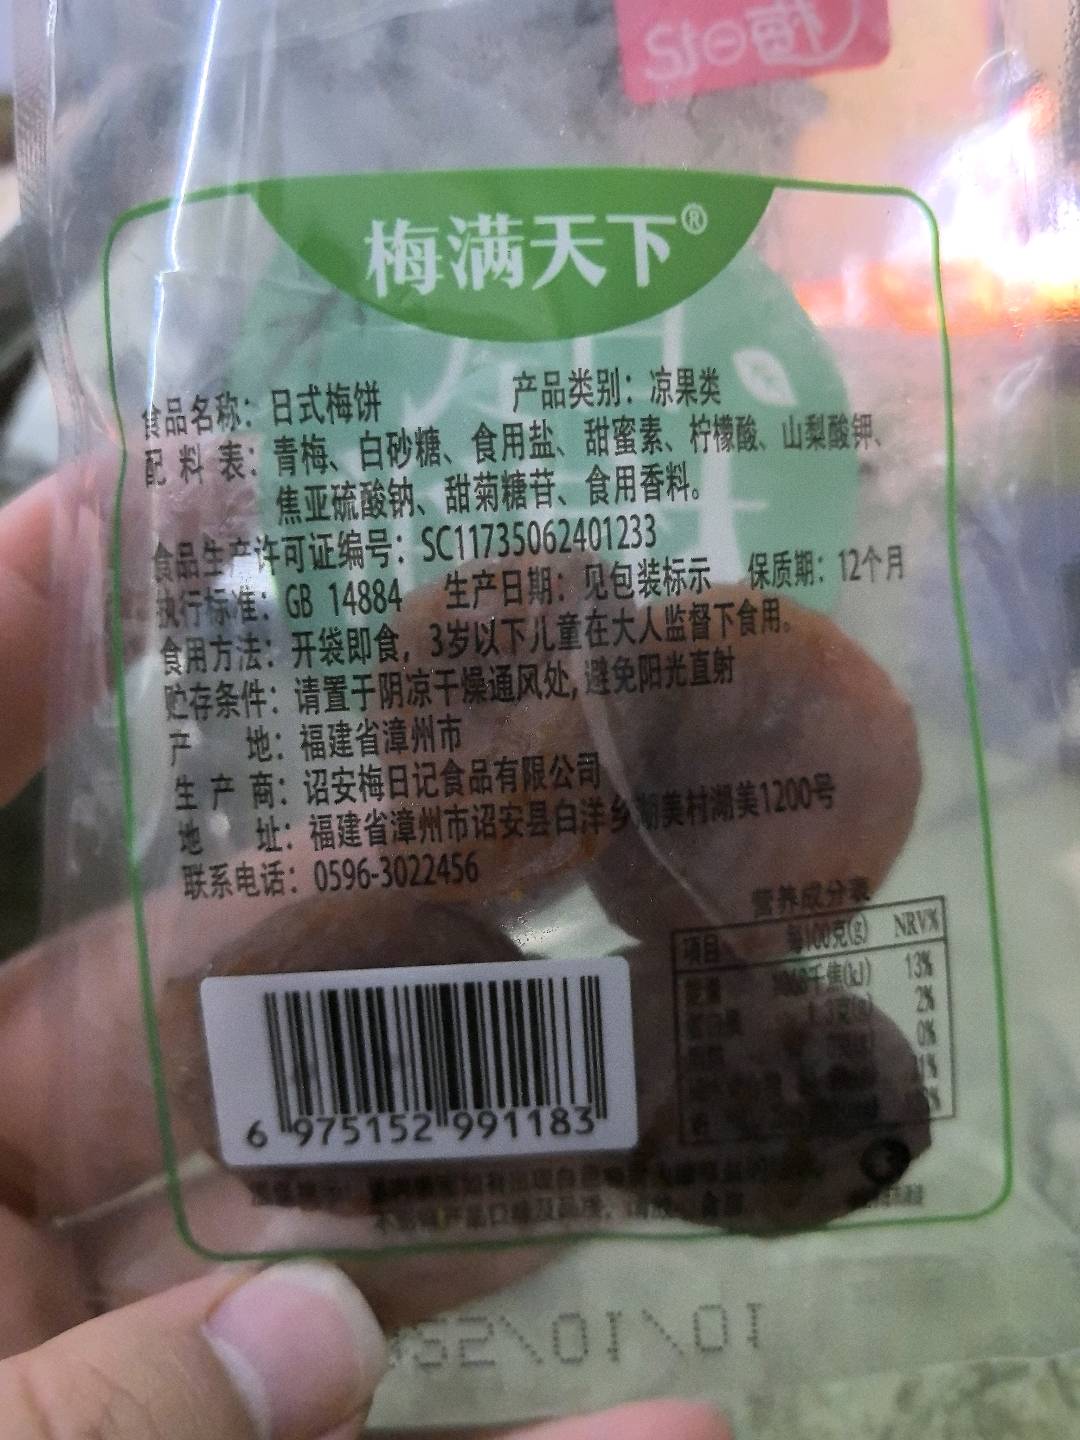 梅满天下®
食品名称：日式梅饼 产品类别：凉果类
配料表：青梅、白砂糖、食用盐、甜蜜素、柠檬酸、山梨酸钾、
焦亚硫酸钠、甜菊糖苷、食用香料。
食品生产许可证编号：SC11735062401233
执行标准：GB 14884 生产日期：见包装标示 保质期：12个月
食用方法：开袋即食，3岁以下儿童在大人监督下食用。
贮存条件：请置于阴凉干燥通风处,避免阳光直射
产地：福建省漳州市
生产商：诏安梅日记食品有限公司
地址：福建省漳州市诏安县白洋乡湖美村湖美1200号
联系电话：0596-3022456
营养成分表
项目 每100克(g) NRV%
能量 千焦(kJ) 13%
蛋白质 2%
0%
6 975152 991183